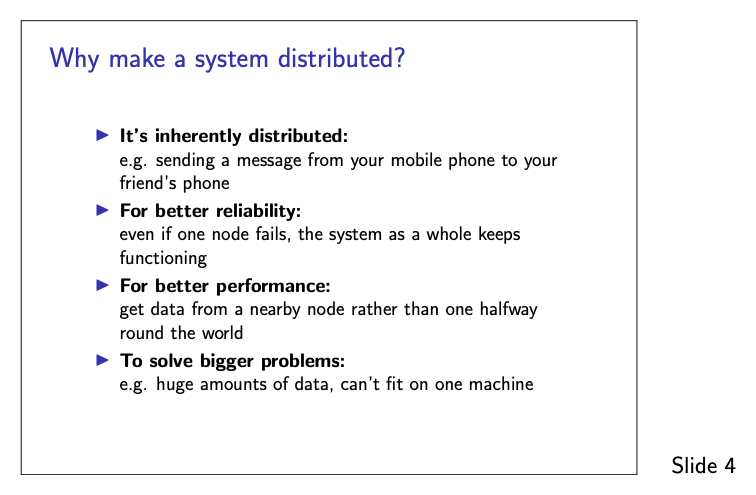 Why make a system distributed?
▶ It's inherently distributed:
e.g. sending a message from your mobile phone to your
friend's phone
▶ For better reliability:
even if one node fails, the system as a whole keeps
functioning
▶ For better performance:
get data from a nearby node rather than one halfway
round the world
▶ To solve bigger problems:
e.g. huge amounts of data, can't fit on one machine
Slide 4